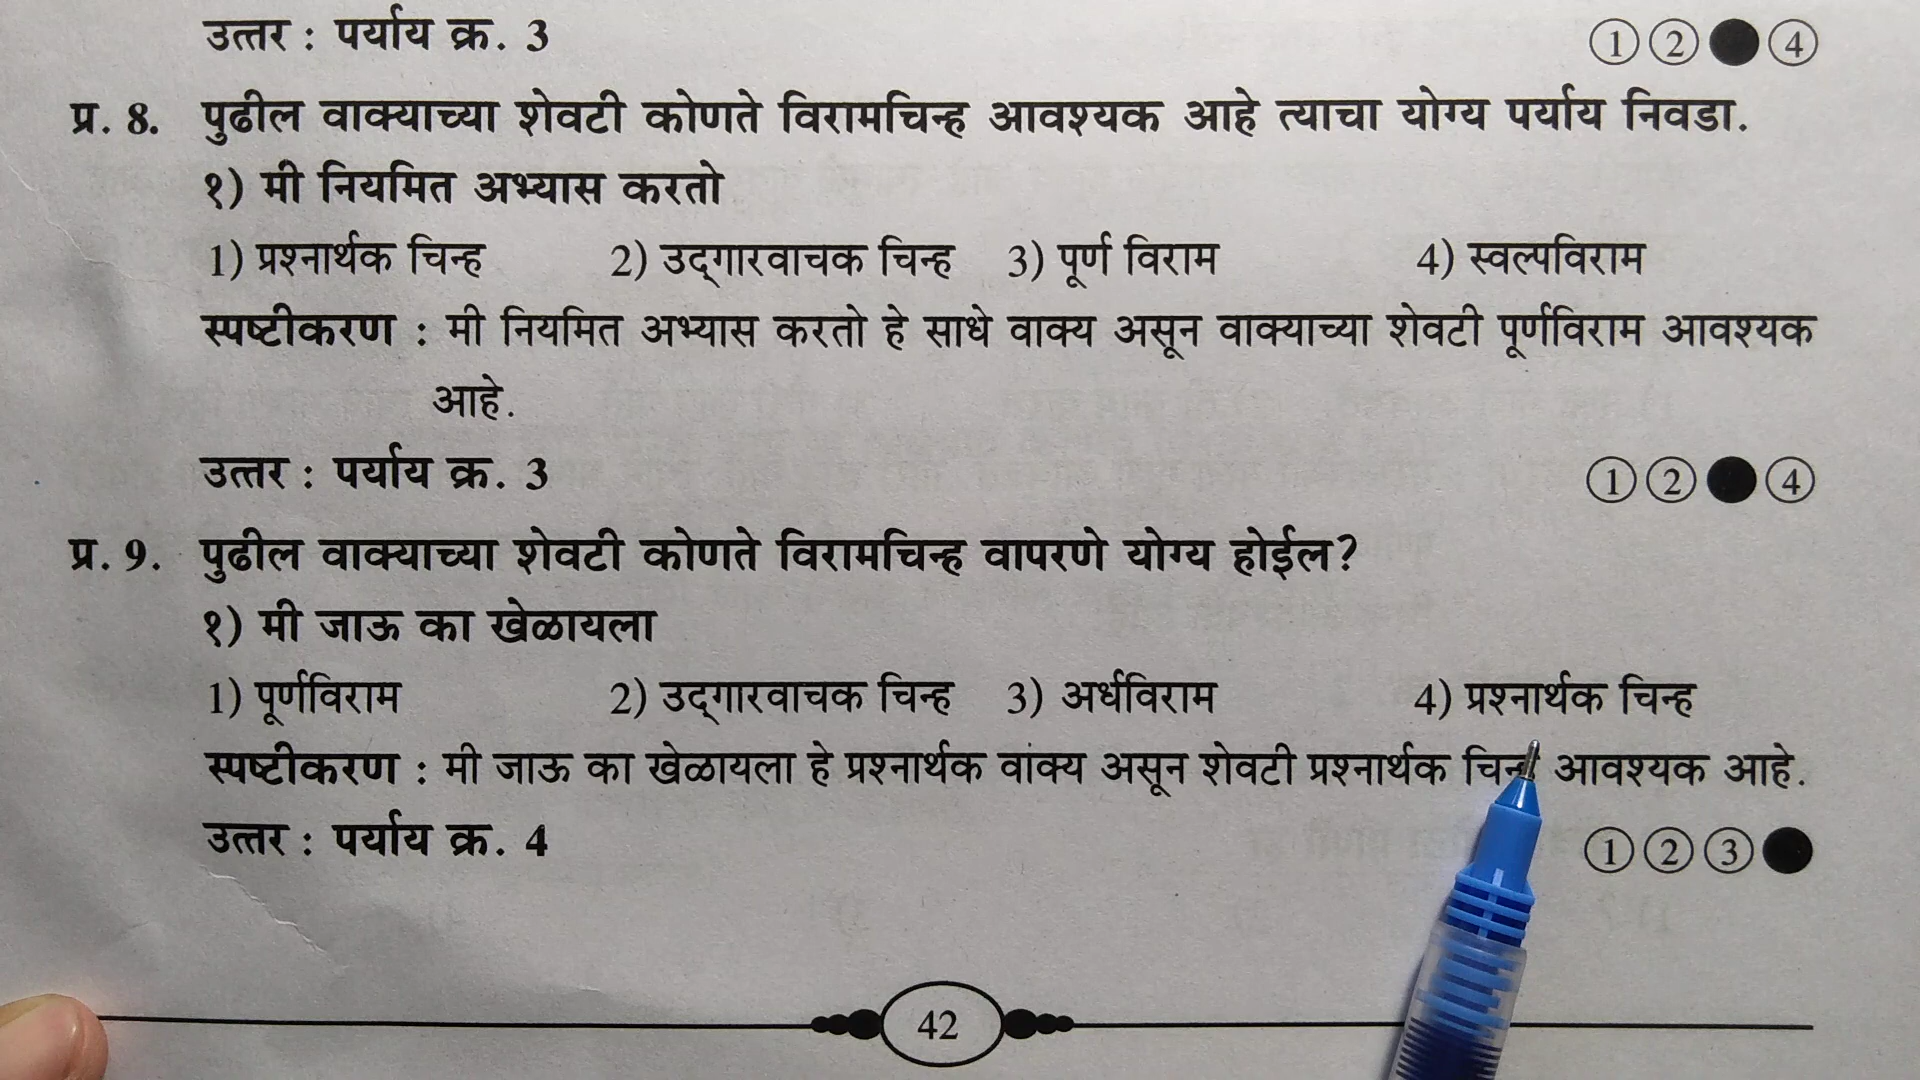 उत्तर : पर्याय क्र. 3 ① ② ● ④
प्र. 8. पुढील वाक्याच्या शेवटी कोणते विरामचिन्ह आवश्यक आहे त्याचा योग्य पर्याय निवडा.
१) मी नियमित अभ्यास करतो
1) प्रश्नार्थक चिन्ह 2) उद्‌गारवाचक चिन्ह 3) पूर्ण विराम 4) स्वल्पविराम
स्पष्टीकरण : मी नियमित अभ्यास करतो हे साधे वाक्य असून वाक्याच्या शेवटी पूर्णविराम आवश्यक
आहे.
उत्तर : पर्याय क्र. 3 ① ② ● ④
प्र. 9. पुढील वाक्याच्या शेवटी कोणते विरामचिन्ह वापरणे योग्य होईल?
१) मी जाऊ का खेळायला
1) पूर्णविराम 2) उद्‌गारवाचक चिन्ह 3) अर्धविराम 4) प्रश्नार्थक चिन्ह
स्पष्टीकरण : मी जाऊ का खेळायला हे प्रश्नार्थक वांक्य असून शेवटी प्रश्नार्थक चिन्ह आवश्यक आहे.
उत्तर : पर्याय क्र. 4 ① ② ③ ●
42